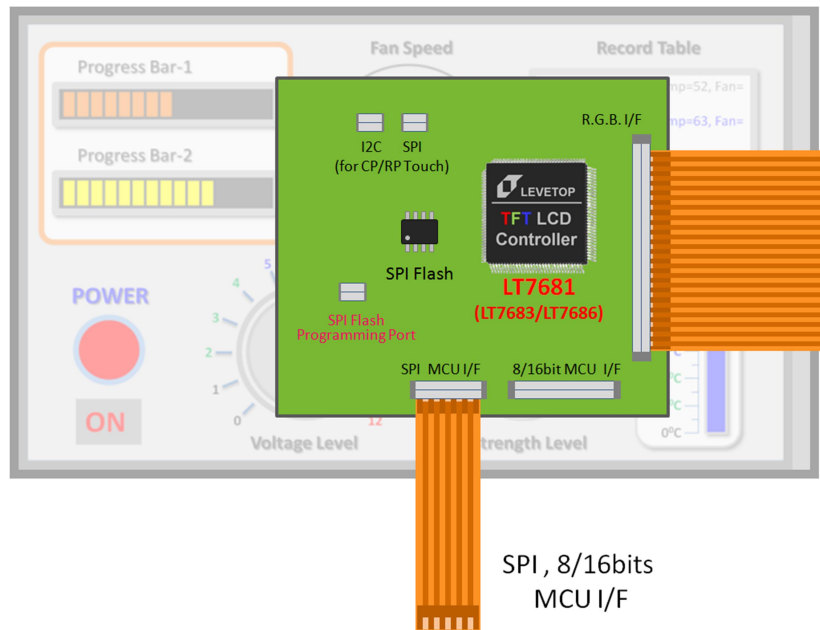 Fan Speed
Record Table
Progress Bar-1
mp=52, Fan=
mp=63, Fan=
Progress Bar-2
R.G.B. I/F
I2C SPI
(for CP/RP Touch)
LEVETOP
TFT LCD
Controller
SPI Flash
LT7681
(LT7683/LT7686)
SPI Flash
Programming Port
POWER
ON
5
4
3
2
1
0
12
SPI MCU I/F
8/16bit MCU I/F
Voltage Level
trength Level
°C
°C
°C
0°C
SPI , 8/16bits
MCU I/F